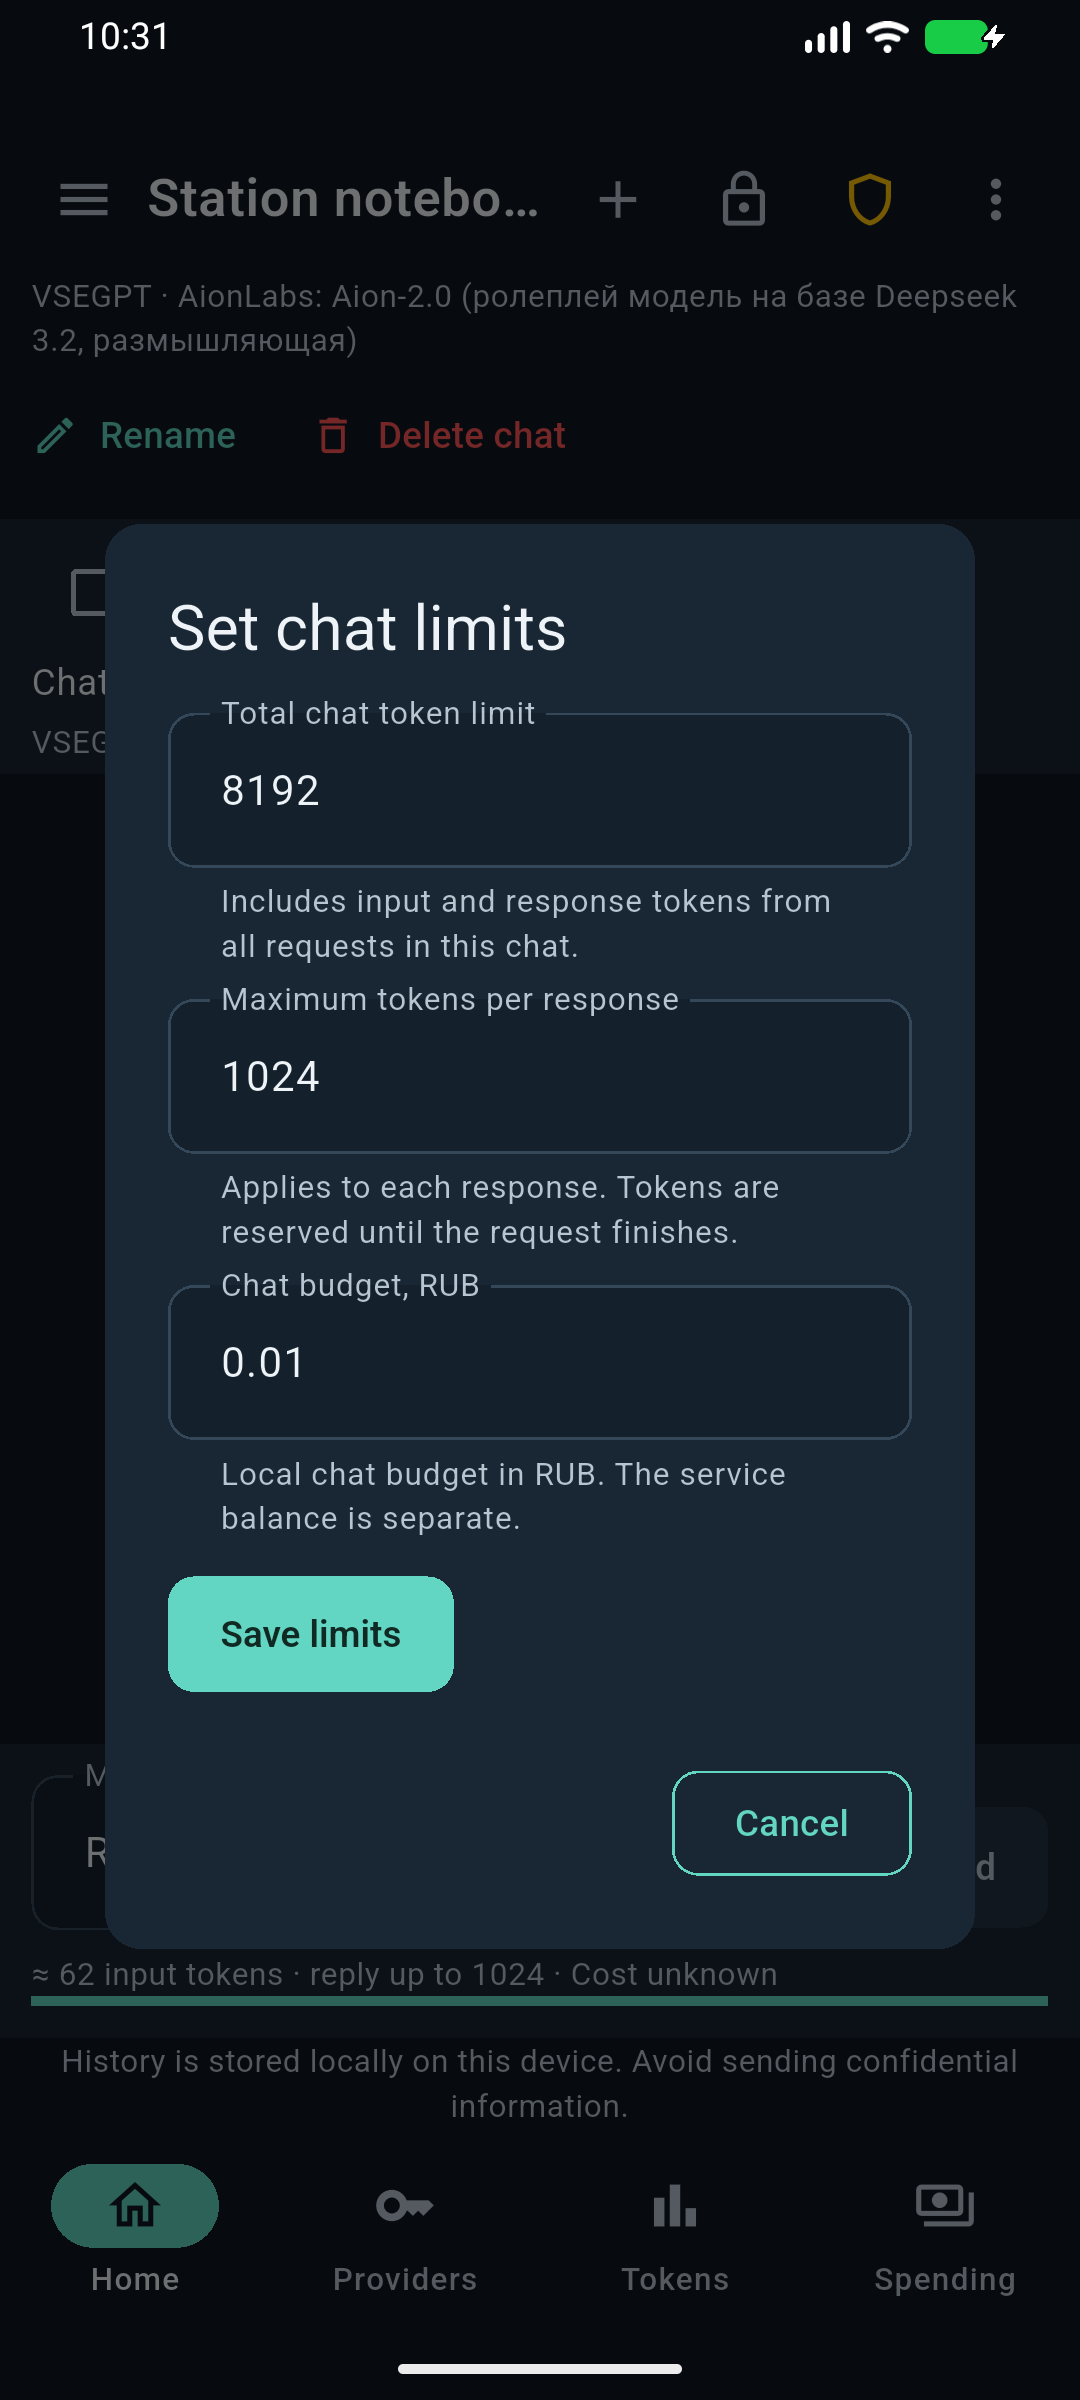 10:31
Station notebo...
VSEGPT · AionLabs: Aion-2.0 (ролеплей модель на базе Deepseek
3.2, размышляющая)
Rename
Delete chat
Chat
VSEG
Set chat limits
Total chat token limit
8192
Includes input and response tokens from
all requests in this chat.
Maximum tokens per response
1024
Applies to each response. Tokens are
reserved until the request finishes.
Chat budget, RUB
0.01
Local chat budget in RUB. The service
balance is separate.
Save limits
Cancel
≈ 62 input tokens · reply up to 1024 · Cost unknown
History is stored locally on this device. Avoid sending confidential
information.
Home
Providers
Tokens
Spending